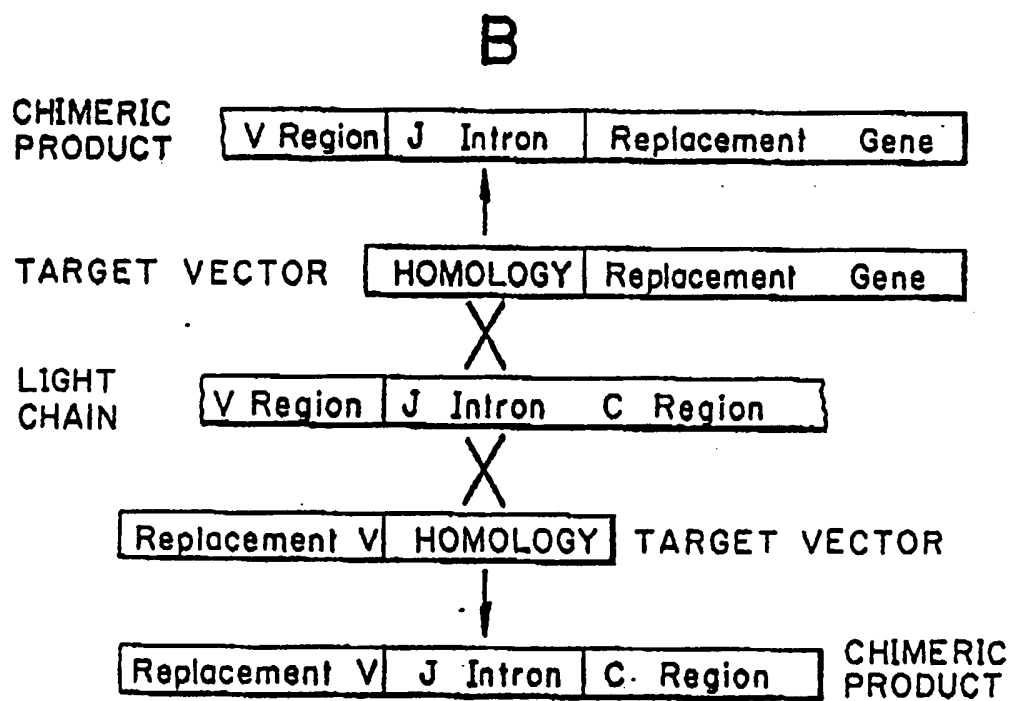 B
CHIMERIC
PRODUCT
V Region J Intron Replacement Gene
TARGET VECTOR HOMOLOGY Replacement Gene
LIGHT
CHAIN
V Region J Intron C Region
Replacement V HOMOLOGY TARGET VECTOR
Replacement V J Intron C. Region
CHIMERIC
PRODUCT